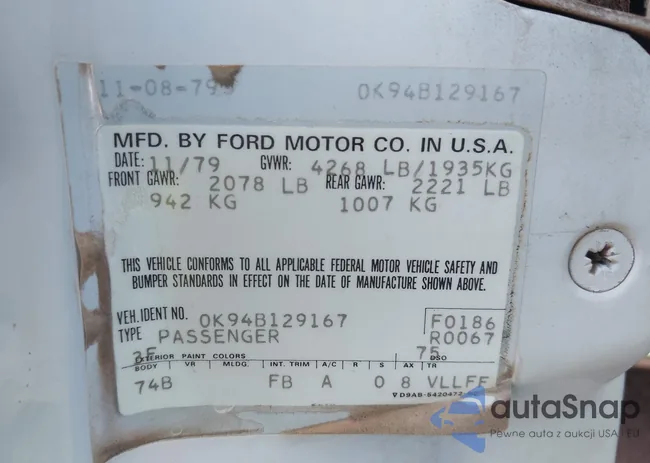 11-08-79 0K94B129167
MFD. BY FORD MOTOR CO. IN U.S.A.
DATE: 11/79 GVWR: 4268 LB/1935KG
FRONT GAWR: 2078 LB REAR GAWR: 2221 LB
942 KG 1007 KG
THIS VEHICLE CONFORMS TO ALL APPLICABLE FEDERAL MOTOR VEHICLE SAFETY AND
BUMPER STANDARDS IN EFFECT ON THE DATE OF MANUFACTURE SHOWN ABOVE.
VEH. IDENT NO. 0K94B129167 F0186
TYPE PASSENGER R0067
EXTERIOR PAINT COLORS 75 DSO
BODY VR MLDG. INT. TRIM A/C R S AX TR
74B FB A 0 8 VLLFF
autaSnap
Pewne auta z aukcji USA i EU